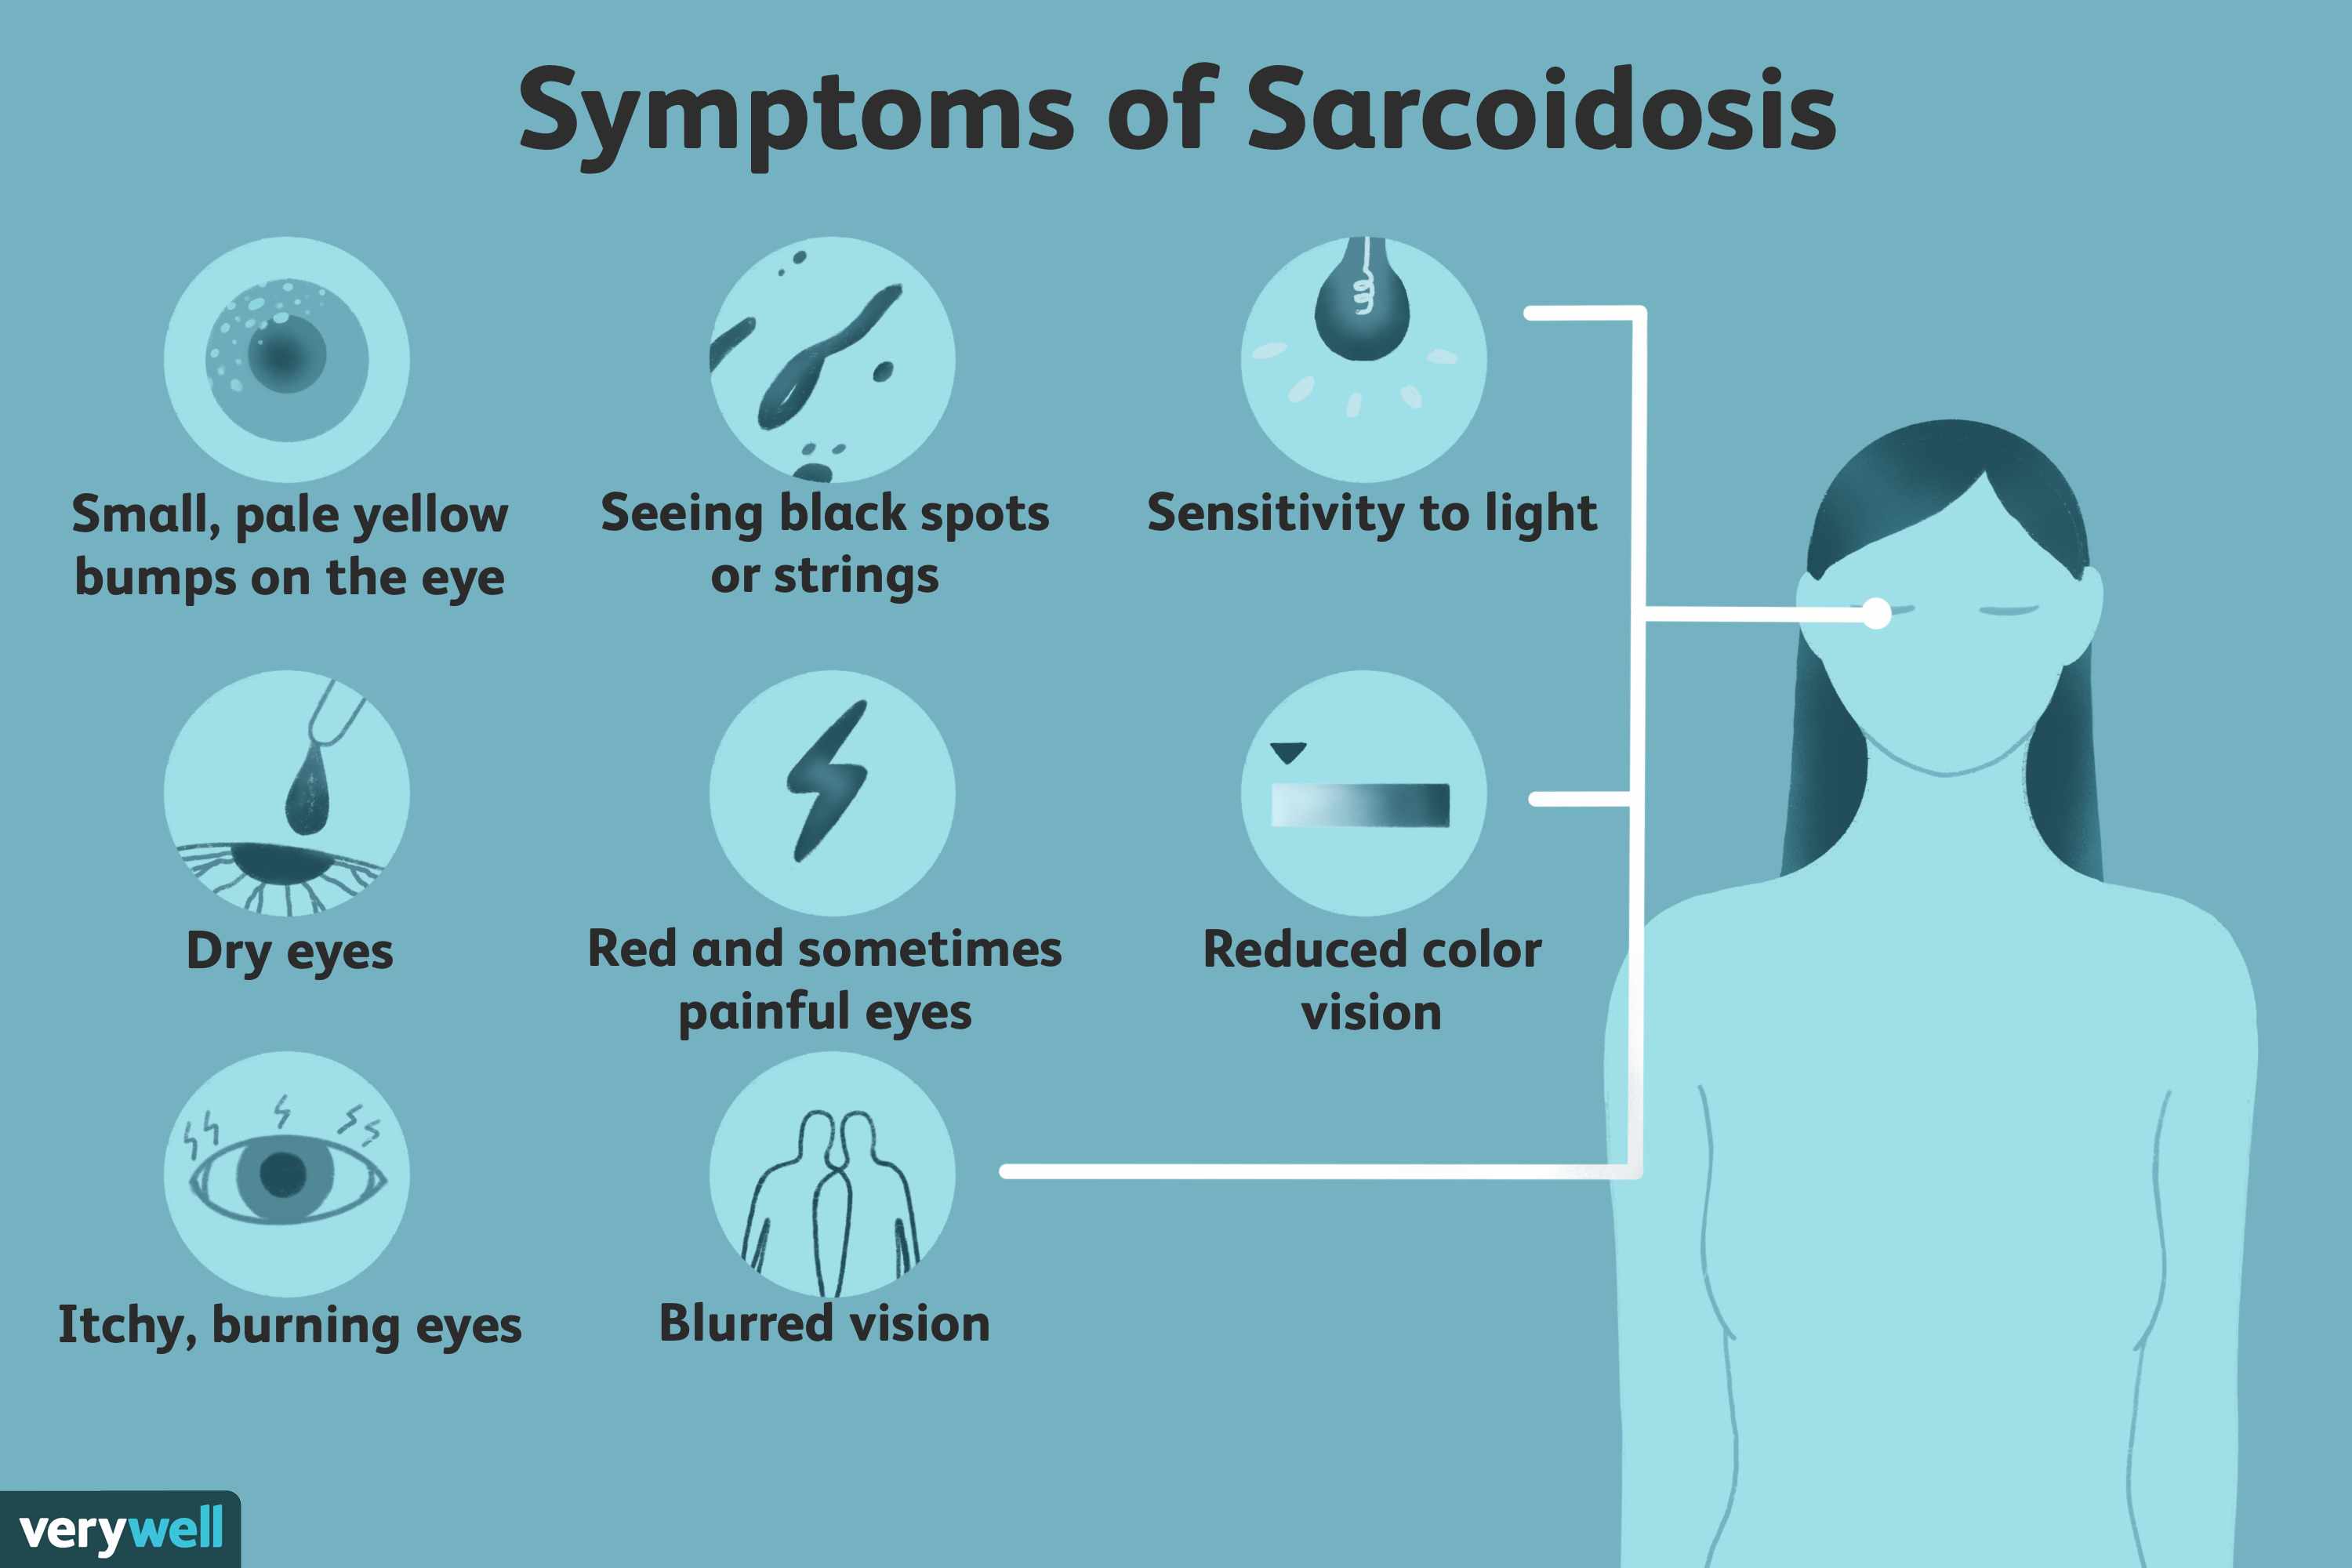 Symptoms of Sarcoidosis
Small, pale yellow
bumps on the eye
Seeing black spots
or strings
Sensitivity to light
Dry eyes
Red and sometimes
painful eyes
Reduced color
vision
Itchy, burning eyes
Blurred vision
verywell